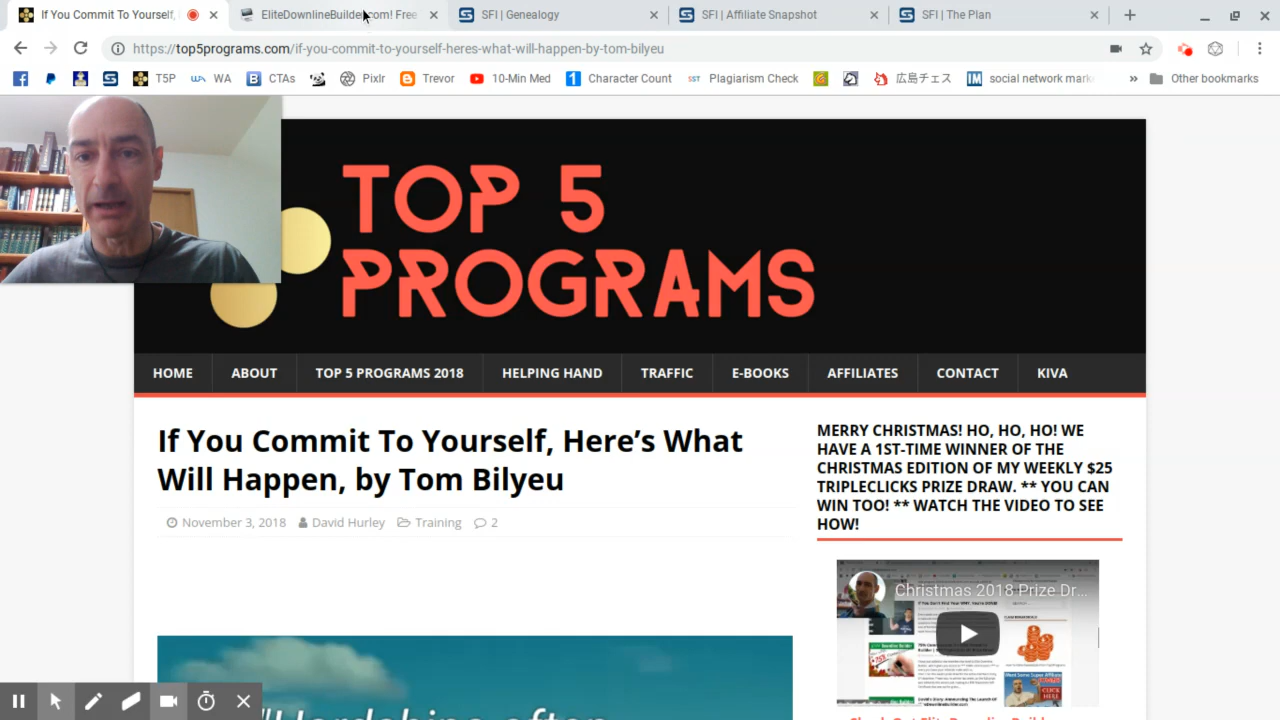 If You Commit To Yourself,
EliteDownlineBuilder.com! Free
SFI | Genealogy
SFI | Affiliate Snapshot
SFI | The Plan
https://top5programs.com/if-you-commit-to-yourself-heres-what-will-happen-by-tom-bilyeu
T5P
WA
CTAs
Pixlr
Trevor
10-Min Med
Character Count
Plagiarism Check
広島チェス
social network mark
Other bookmarks
TOP 5
PROGRAMS
HOME
ABOUT
TOP 5 PROGRAMS 2018
HELPING HAND
TRAFFIC
E-BOOKS
AFFILIATES
CONTACT
KIVA
If You Commit To Yourself, Here's What
Will Happen, by Tom Bilyeu
November 3, 2018
David Hurley
Training
2
MERRY CHRISTMAS! HO, HO, HO! WE
HAVE A 1ST-TIME WINNER OF THE
CHRISTMAS EDITION OF MY WEEKLY $25
TRIPLECLICKS PRIZE DRAW. ** YOU CAN
WIN TOO! ** WATCH THE VIDEO TO SEE
HOW!
Christmas 2018 Prize Dr...
CLICK
HERE